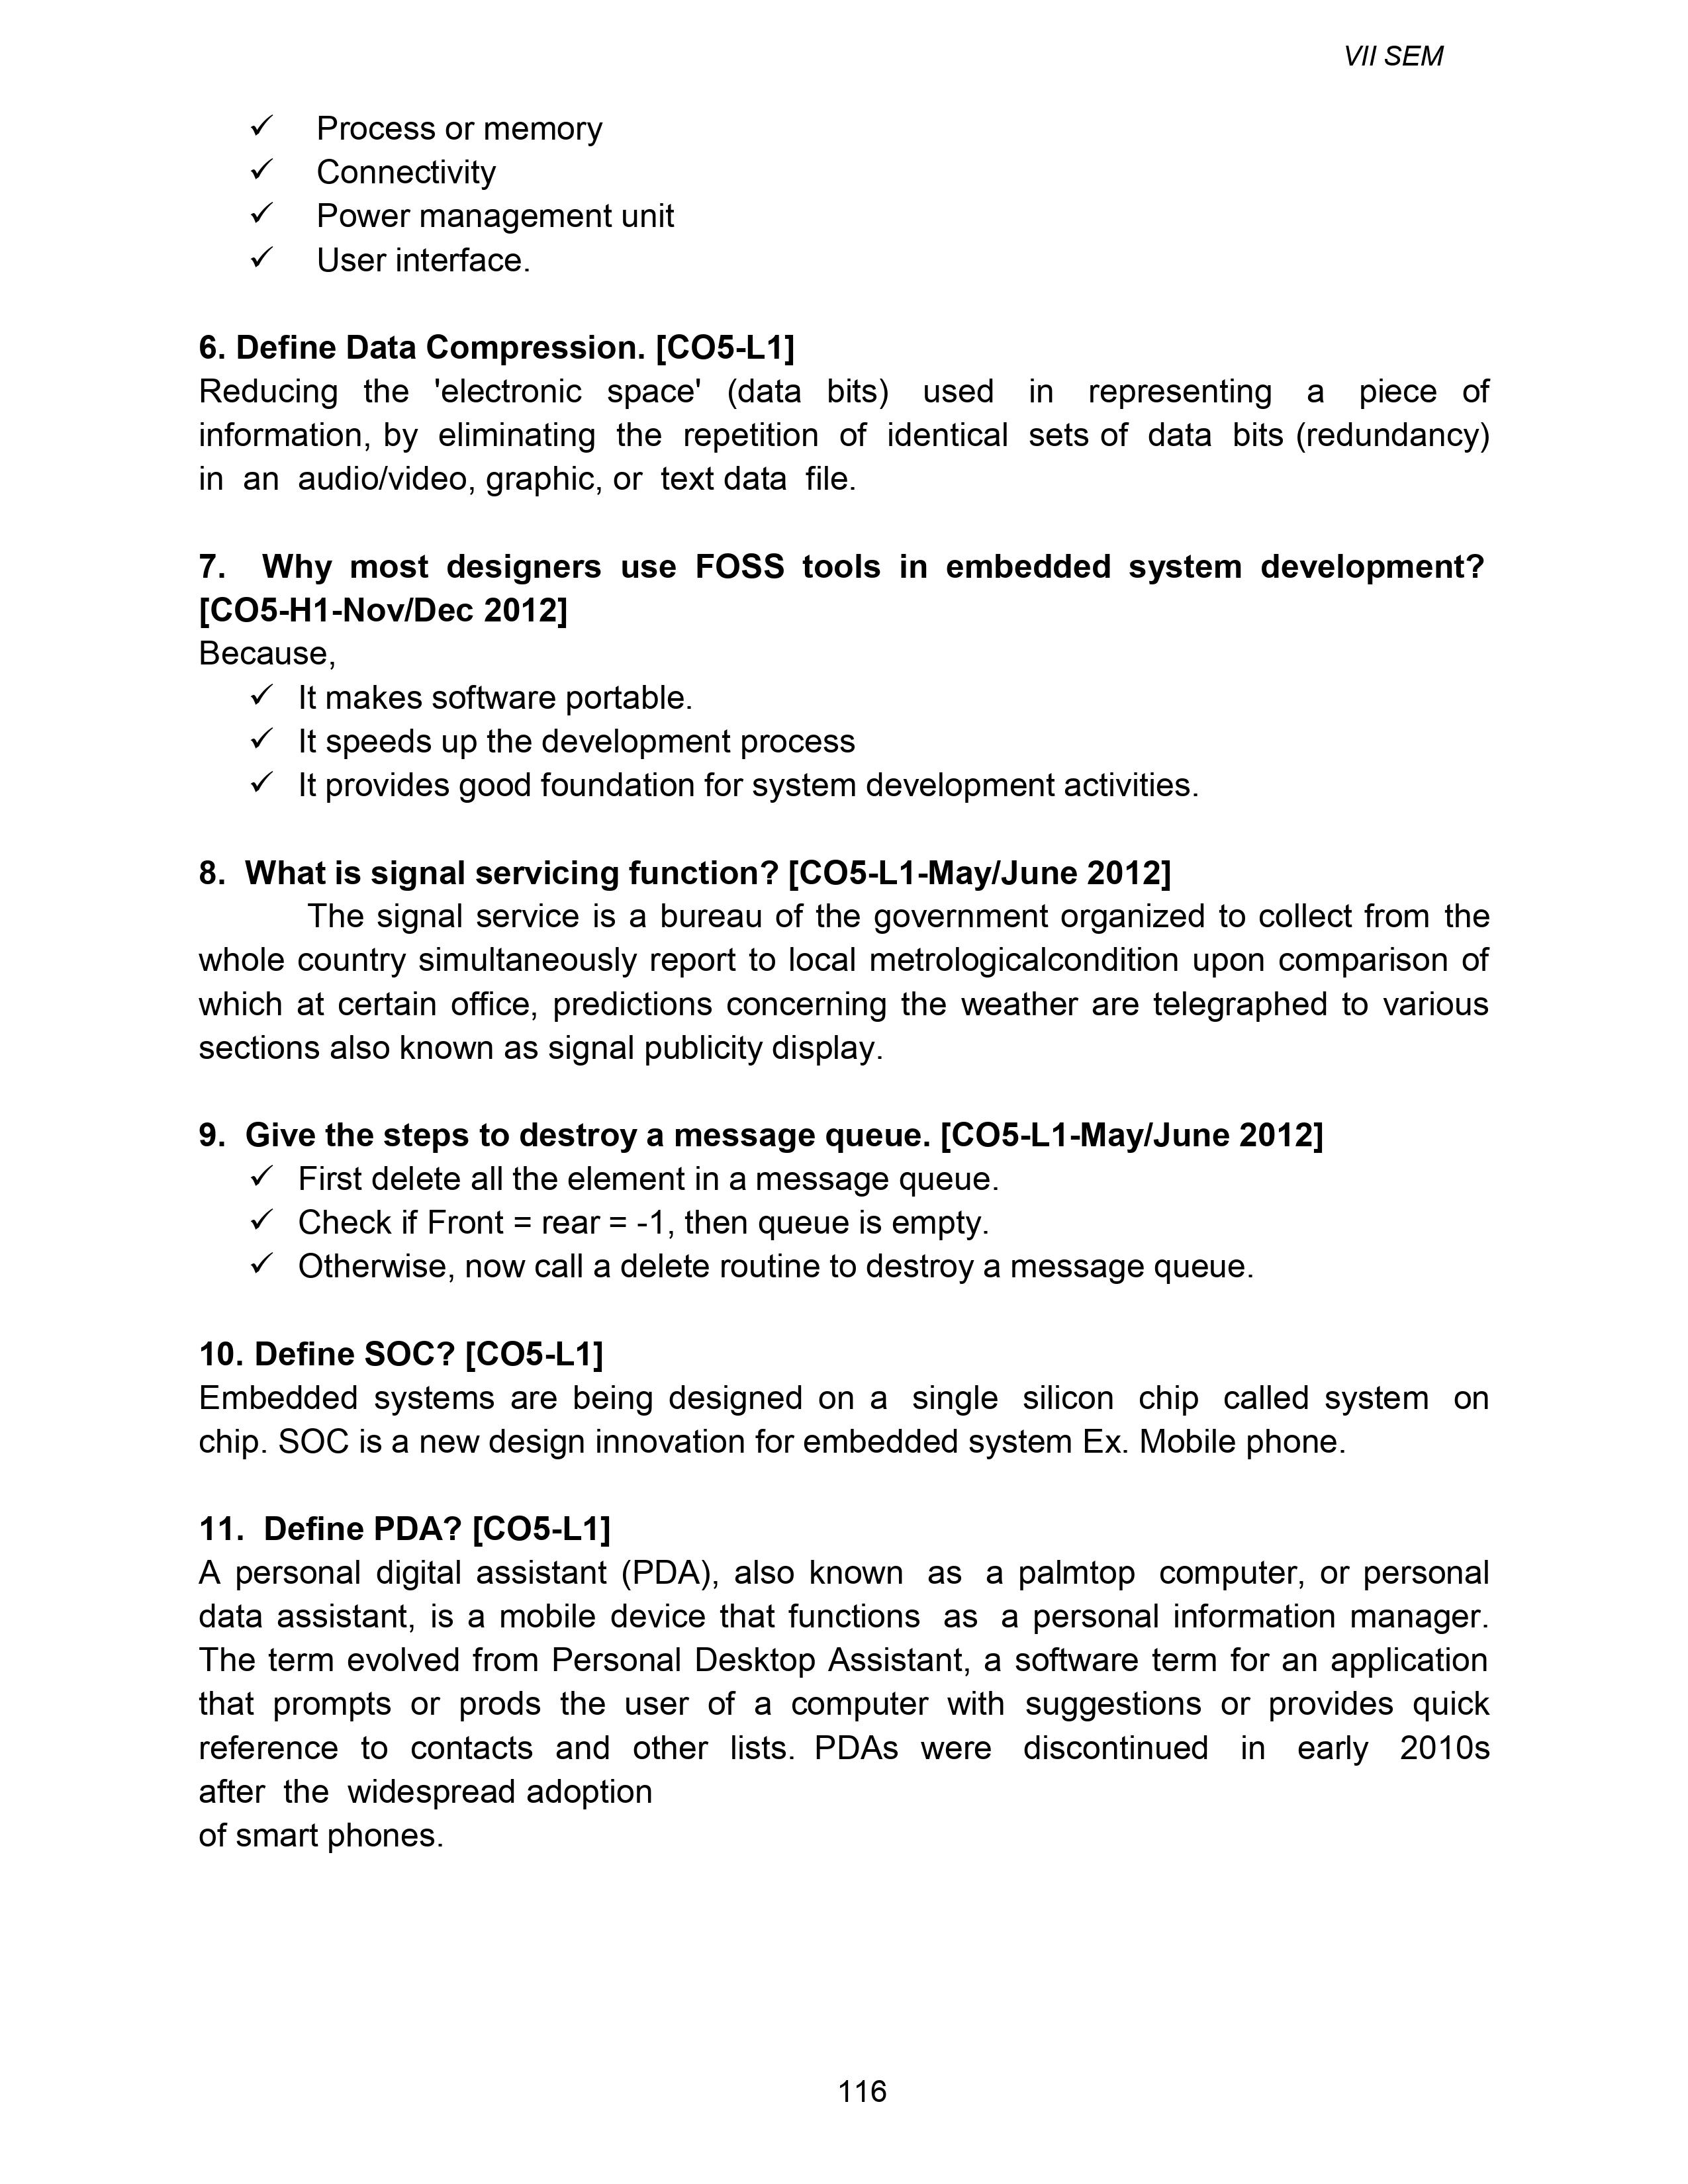 VII SEM
✓ Process or memory
✓ Connectivity
✓ Power management unit
✓ User interface.
6. Define Data Compression. [CO5-L1]
Reducing the 'electronic space' (data bits) used in representing a piece of
information, by eliminating the repetition of identical sets of data bits (redundancy)
in an audio/video, graphic, or text data file.
7. Why most designers use FOSS tools in embedded system development?
[CO5-H1-Nov/Dec 2012]
Because,
✓ It makes software portable.
✓ It speeds up the development process
✓ It provides good foundation for system development activities.
8. What is signal servicing function? [CO5-L1-May/June 2012]
The signal service is a bureau of the government organized to collect from the
whole country simultaneously report to local metrologicalcondition upon comparison of
which at certain office, predictions concerning the weather are telegraphed to various
sections also known as signal publicity display.
9. Give the steps to destroy a message queue. [CO5-L1-May/June 2012]
✓ First delete all the element in a message queue.
✓ Check if Front = rear = -1, then queue is empty.
✓ Otherwise, now call a delete routine to destroy a message queue.
10. Define SOC? [CO5-L1]
Embedded systems are being designed on a single silicon chip called system on
chip. SOC is a new design innovation for embedded system Ex. Mobile phone.
11. Define PDA? [CO5-L1]
A personal digital assistant (PDA), also known as a palmtop computer, or personal
data assistant, is a mobile device that functions as a personal information manager.
The term evolved from Personal Desktop Assistant, a software term for an application
that prompts or prods the user of a computer with suggestions or provides quick
reference to contacts and other lists. PDAs were discontinued in early 2010s
after the widespread adoption
of smart phones.
116